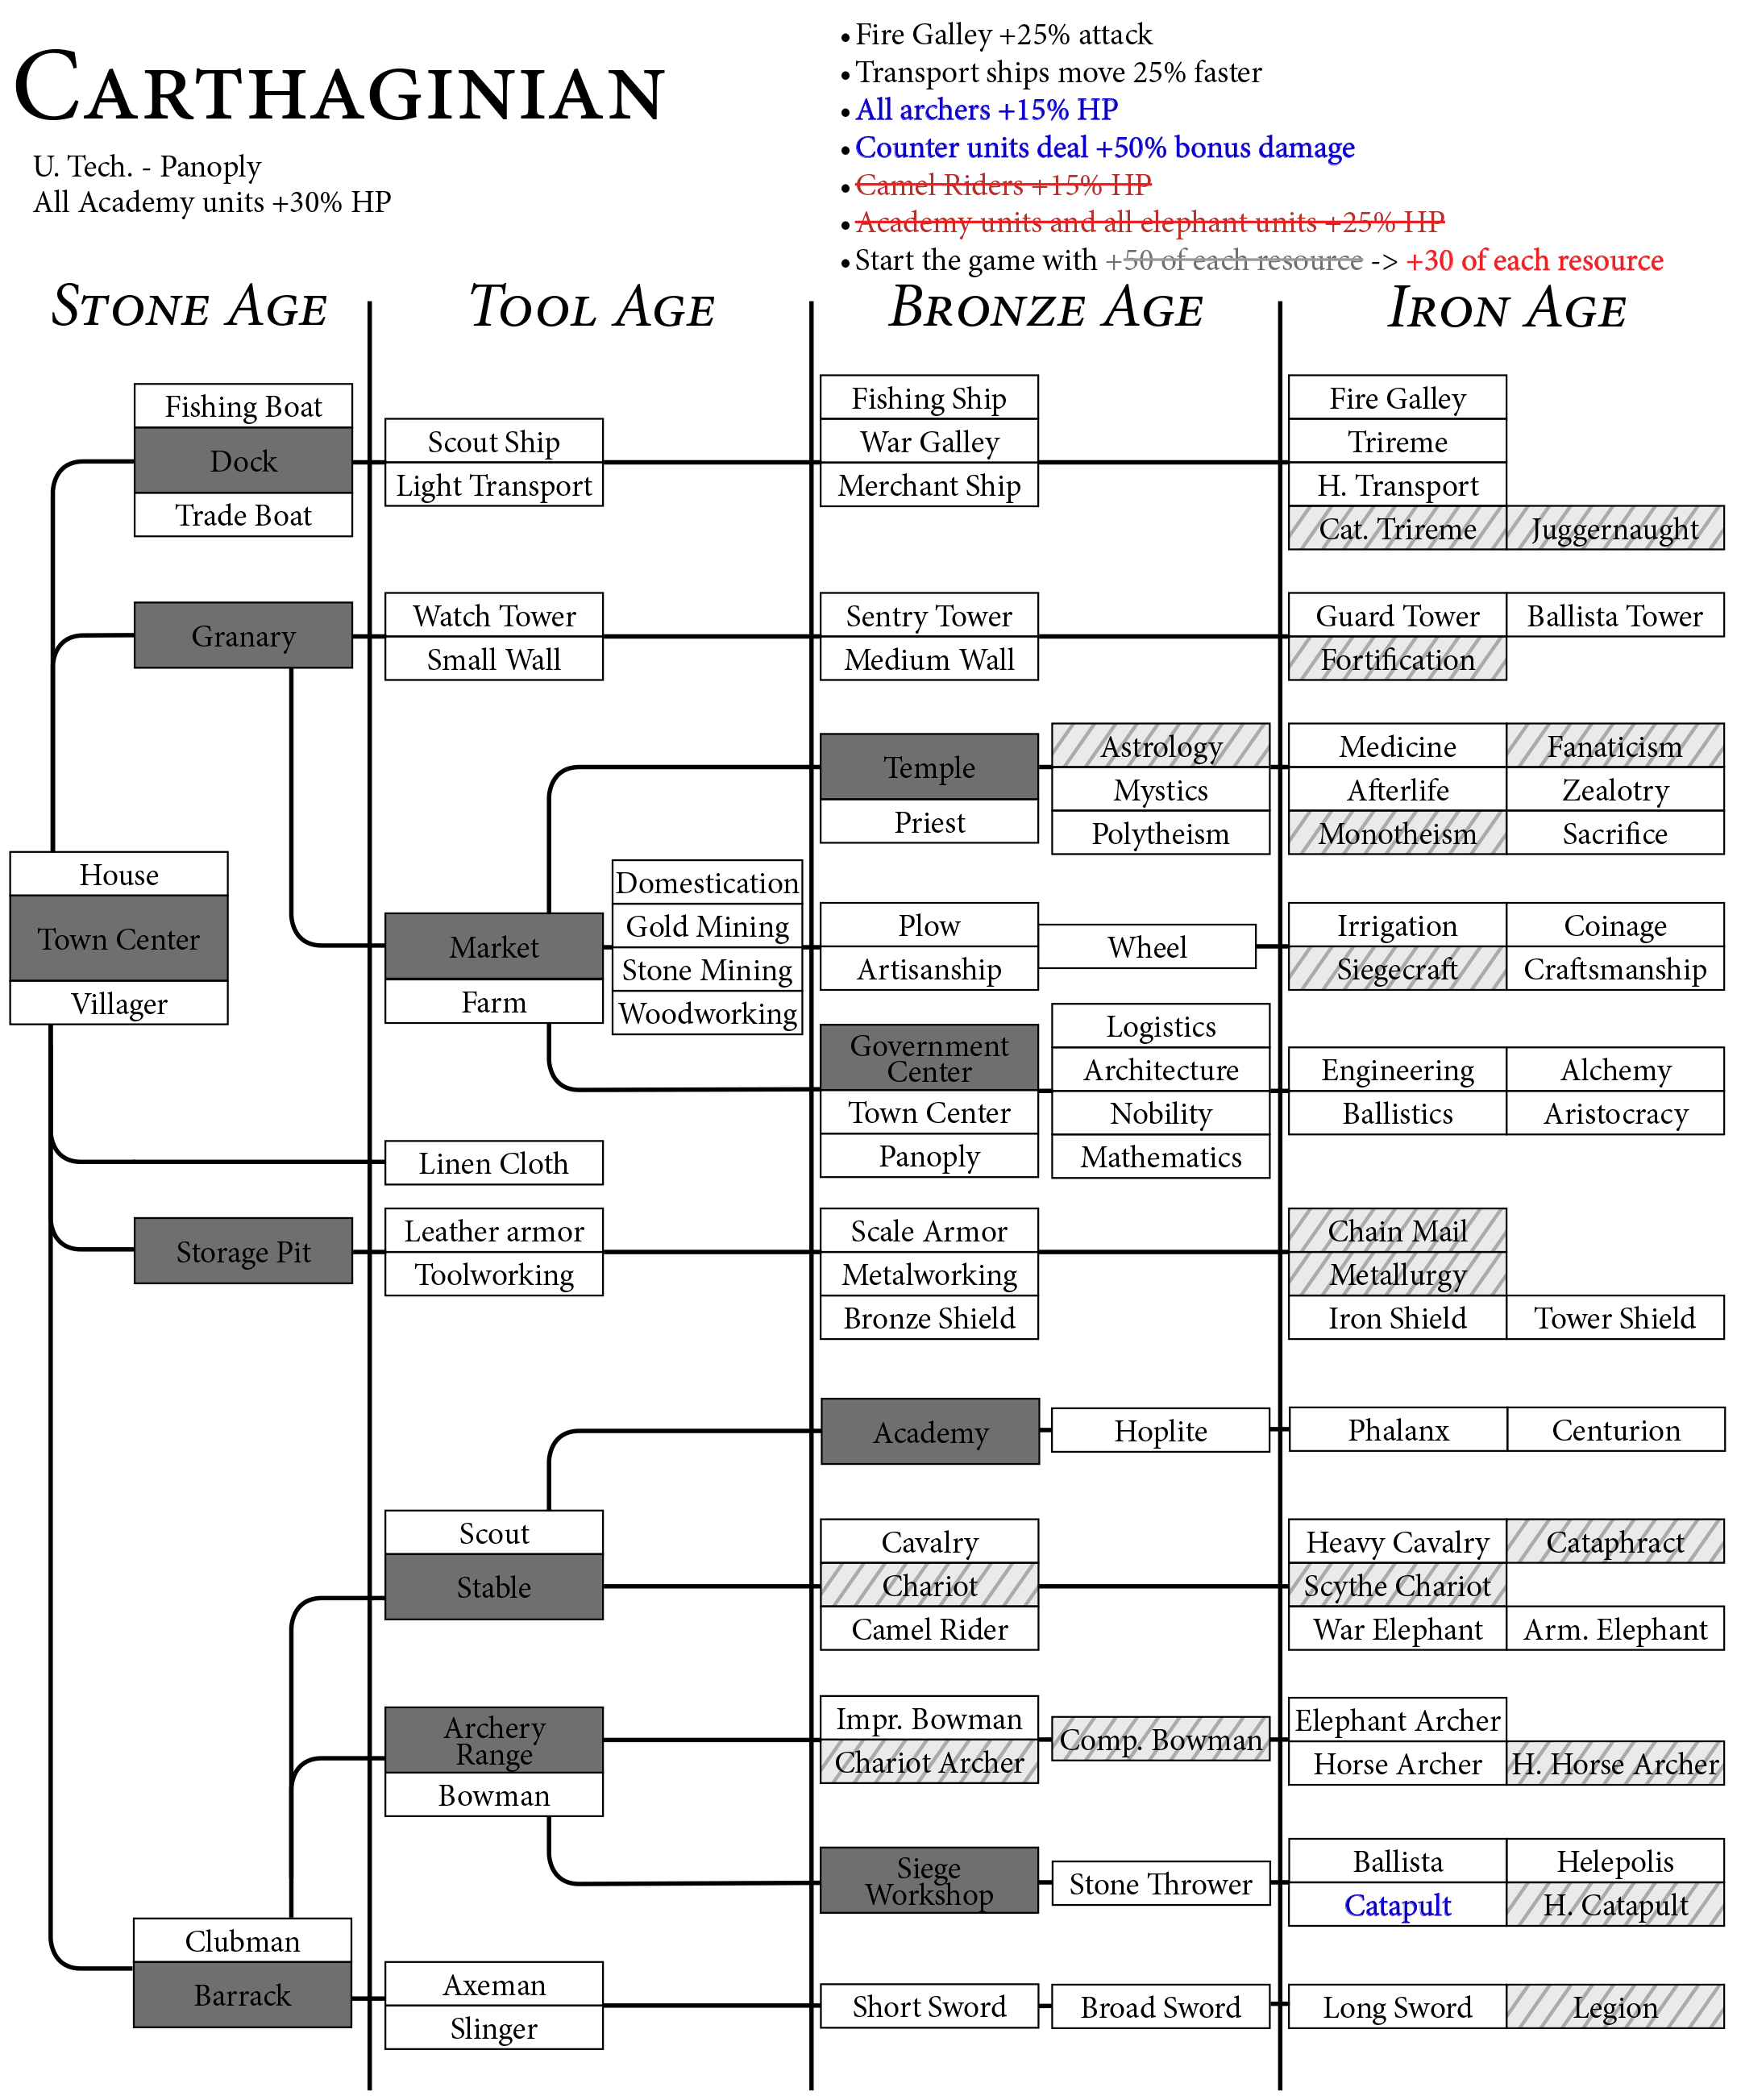 CARTHAGINIAN
U. Tech. - Panoply
All Academy units +30% HP
• Fire Galley +25% attack
• Transport ships move 25% faster
• All archers +15% HP
• Counter units deal +50% bonus damage
• Camel Riders +15% HP
• Academy units and all elephant units +25% HP
• Start the game with +50 of each resource -> +30 of each resource
STONE AGE
TOOL AGE
BRONZE AGE
IRON AGE
Fishing Boat
Dock
Trade Boat
Scout Ship
Light Transport
Fishing Ship
War Galley
Merchant Ship
Fire Galley
Trireme
H. Transport
Cat. Trireme
Juggernaught
Granary
Watch Tower
Small Wall
Sentry Tower
Medium Wall
Guard Tower
Ballista Tower
Fortification
Temple
Priest
Astrology
Mystics
Polytheism
Medicine
Fanaticism
Afterlife
Zealotry
Monotheism
Sacrifice
House
Town Center
Villager
Market
Farm
Domestication
Gold Mining
Stone Mining
Woodworking
Plow
Artisanship
Wheel
Irrigation
Coinage
Siegecraft
Craftsmanship
Government
Center
Town Center
Panoply
Logistics
Architecture
Nobility
Mathematics
Engineering
Alchemy
Ballistics
Aristocracy
Linen Cloth
Storage Pit
Leather armor
Toolworking
Scale Armor
Metalworking
Bronze Shield
Chain Mail
Metallurgy
Iron Shield
Tower Shield
Academy
Hoplite
Phalanx
Centurion
Scout
Stable
Cavalry
Chariot
Camel Rider
Heavy Cavalry
Cataphract
Scythe Chariot
War Elephant
Arm. Elephant
Archery
Range
Bowman
Impr. Bowman
Chariot Archer
Comp. Bowman
Elephant Archer
Horse Archer
H. Horse Archer
Siege
Workshop
Stone Thrower
Ballista
Helepolis
Catapult
H. Catapult
Clubman
Barrack
Axeman
Slinger
Short Sword
Broad Sword
Long Sword
Legion